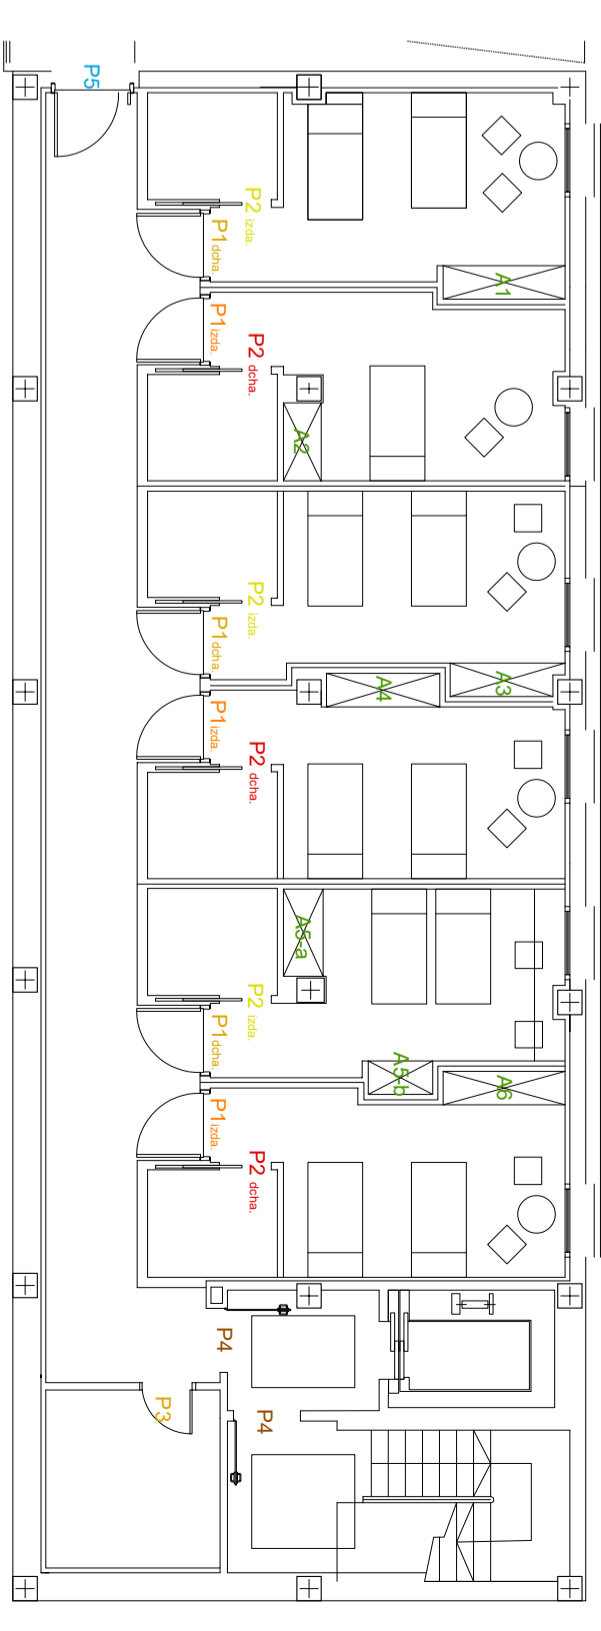 P5
P2 izda.
P1 dcha.
A1
P1 izda.
P2 dcha.
A2
P2 izda.
P1 dcha.
A3
A4
P1 izda.
P2 dcha.
A5-a
P2 izda.
P1 dcha.
A5-b
A6
P1 izda.
P2 dcha.
P4
P3
P4